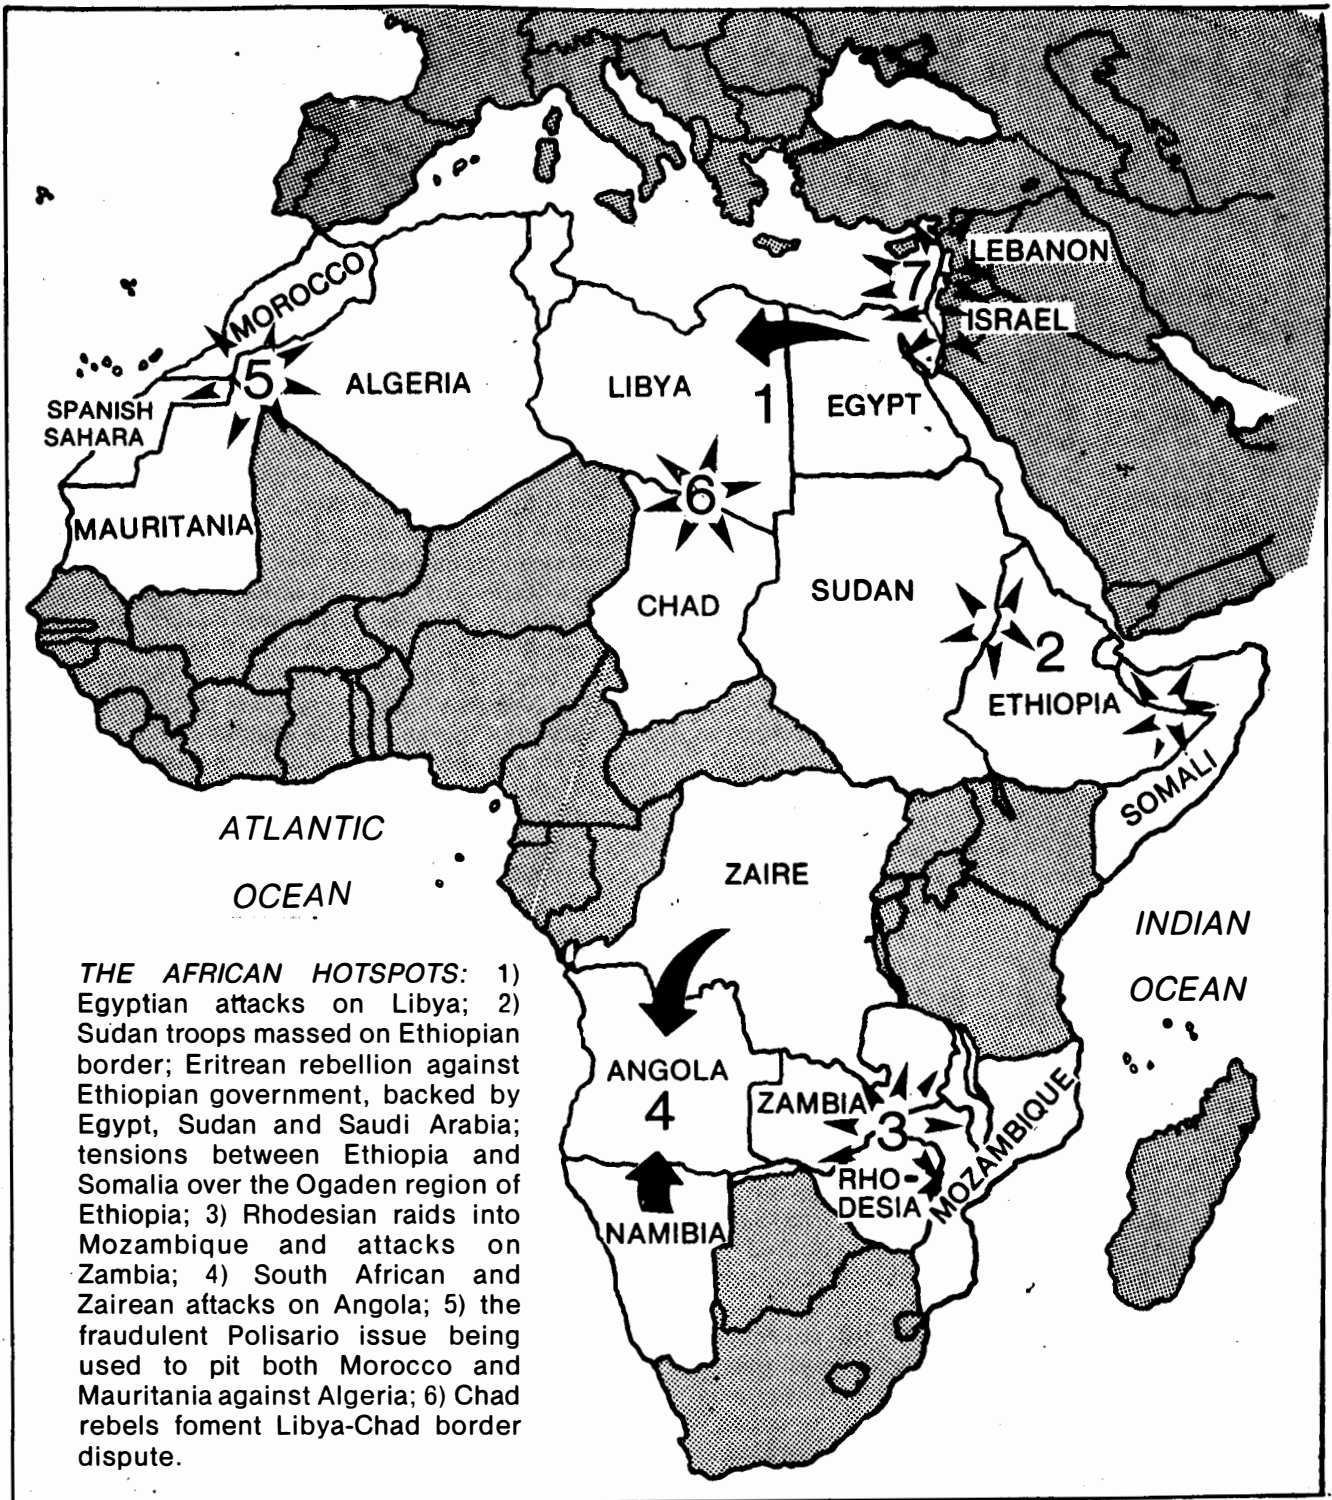 LEBANON
7
ISRAEL
MOROCCO
5
ALGERIA
LIBYA
1
EGYPT
SPANISH
SAHARA
6
MAURITANIA
CHAD
SUDAN
2
ETHIOPIA
SOMALI
ATLANTIC
OCEAN
ZAIRE
INDIAN
OCEAN
ANGOLA
4
ZAMBIA
3
MOZAMBIQUE
RHO-
DESIA
NAMIBIA
THE AFRICAN HOTSPOTS: 1)
Egyptian attacks on Libya; 2)
Sudan troops massed on Ethiopian
border; Eritrean rebellion against
Ethiopian government, backed by
Egypt, Sudan and Saudi Arabia;
tensions between Ethiopia and
Somalia over the Ogaden region of
Ethiopia; 3) Rhodesian raids into
Mozambique and attacks on
Zambia; 4) South African and
Zairean attacks on Angola; 5) the
fraudulent Polisario issue being
used to pit both Morocco and
Mauritania against Algeria; 6) Chad
rebels foment Libya-Chad border
dispute.